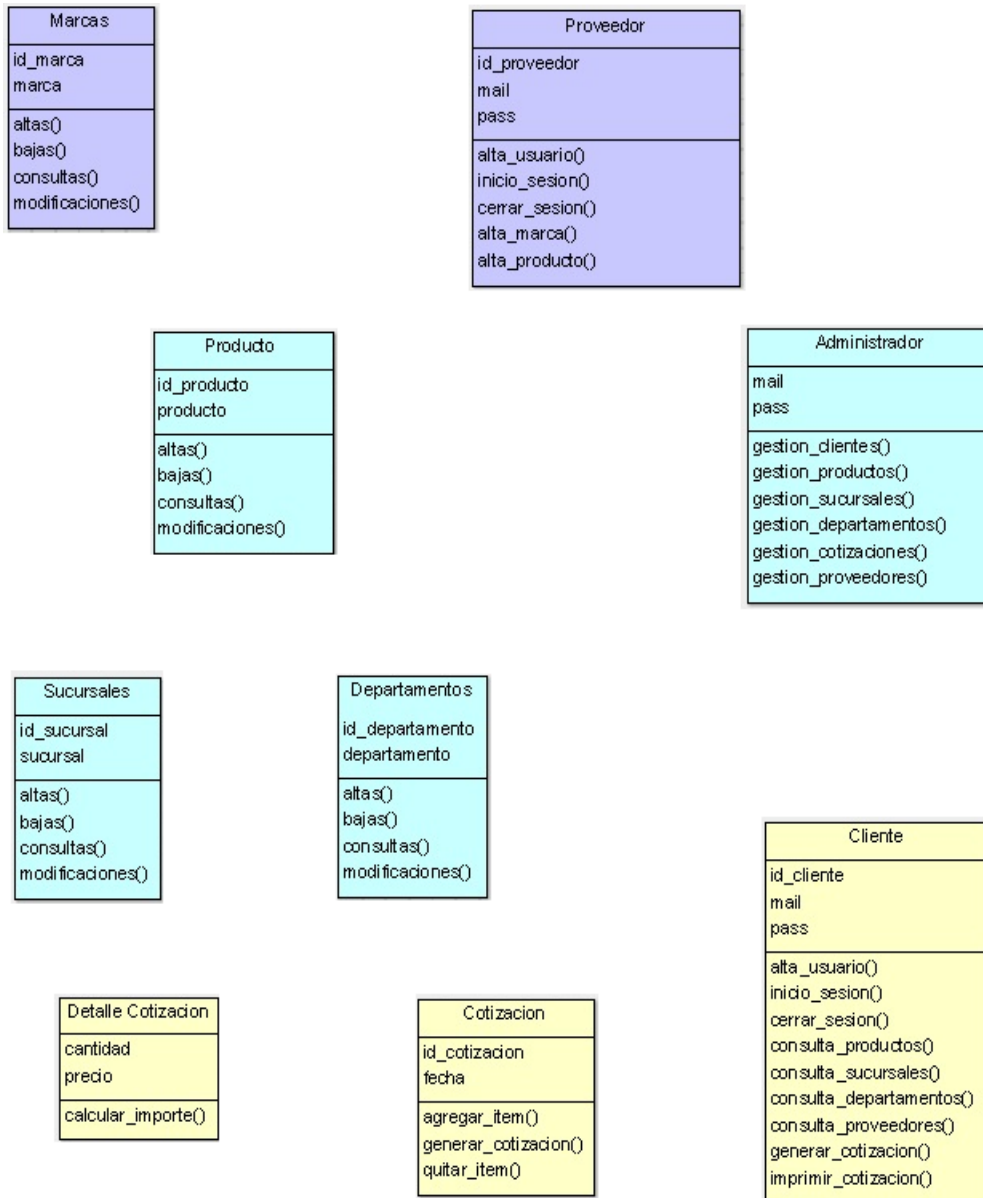 Marcas
id_marca
marca
altas()
bajas()
consultas()
modificaciones()
Proveedor
id_proveedor
mail
pass
alta_usuario()
inicio_sesion()
cerrar_sesion()
alta_marca()
alta_producto()
Producto
id_producto
producto
altas()
bajas()
consultas()
modificaciones()
Administrador
mail
pass
gestion_clientes()
gestion_productos()
gestion_sucursales()
gestion_departamentos()
gestion_cotizaciones()
gestion_proveedores()
Sucursales
id_sucursal
sucursal
altas()
bajas()
consultas()
modificaciones()
Departamentos
id_departamento
departamento
altas()
bajas()
consultas()
modificaciones()
Cliente
id_cliente
mail
pass
alta_usuario()
inicio_sesion()
cerrar_sesion()
consulta_productos()
consulta_sucursales()
consulta_departamentos()
consulta_proveedores()
generar_cotizacion()
imprimir_cotizacion()
Detalle Cotizacion
cantidad
precio
calcular_importe()
Cotizacion
id_cotizacion
fecha
agregar_item()
generar_cotizacion()
quitar_item()